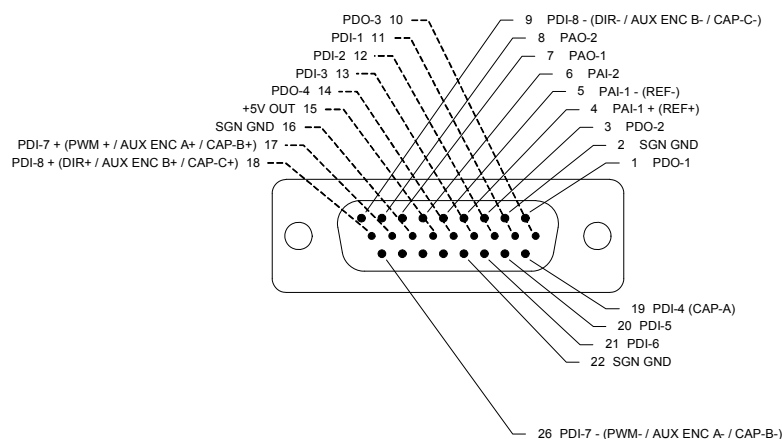 PDO-3 10
PDI-1 11
PDI-2 12
PDI-3 13
PDO-4 14
+5V OUT 15
SGN GND 16
PDI-7 + (PWM + / AUX ENC A+ / CAP-B+) 17
PDI-8 + (DIR+ / AUX ENC B+ / CAP-C+) 18
9 PDI-8 - (DIR- / AUX ENC B- / CAP-C-)
8 PAO-2
7 PAO-1
6 PAI-2
5 PAI-1 - (REF-)
4 PAI-1 + (REF+)
3 PDO-2
2 SGN GND
1 PDO-1
19 PDI-4 (CAP-A)
20 PDI-5
21 PDI-6
22 SGN GND
26 PDI-7 - (PWM- / AUX ENC A- / CAP-B-)